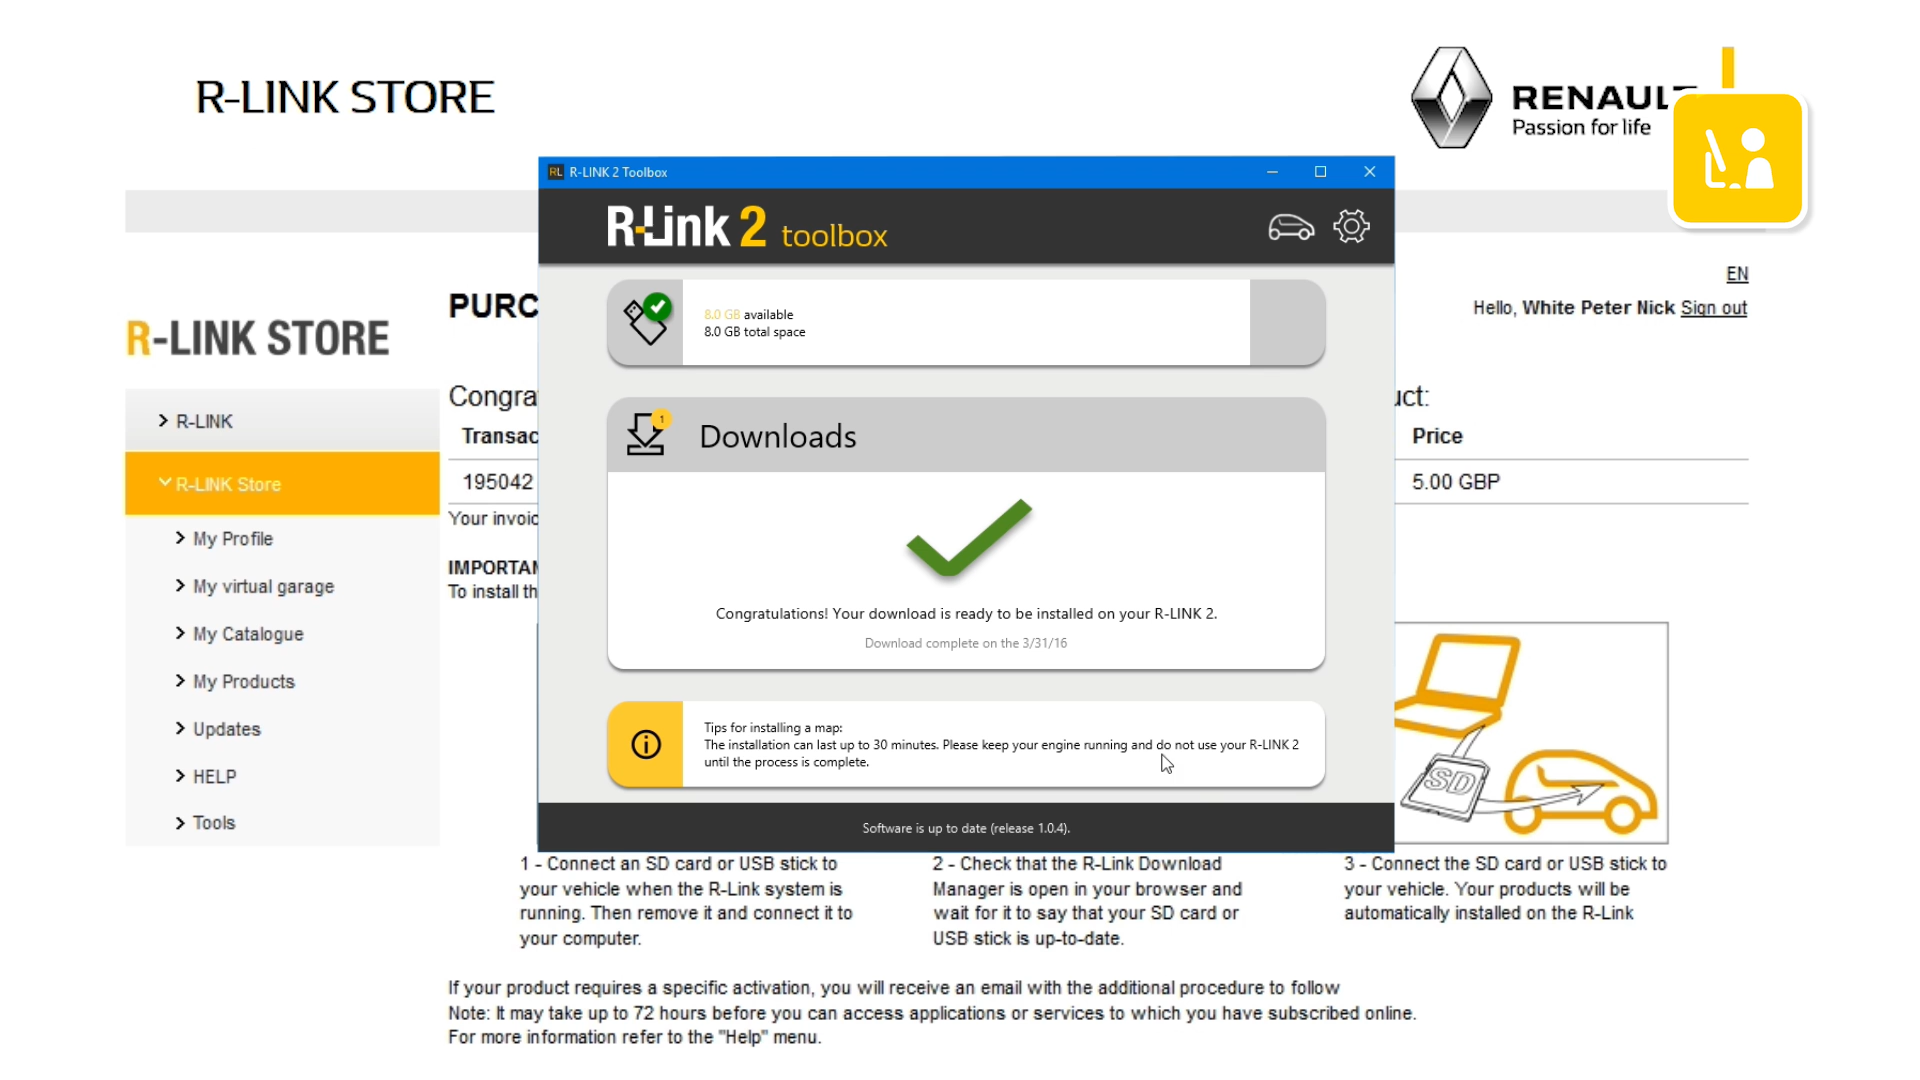 R-LINK STORE
RENAULT
Passion for life
RL R-LINK 2 Toolbox
R-Link 2 toolbox
EN
Hello, White Peter Nick Sign out
8.0 GB available
8.0 GB total space
PURC
R-LINK STORE
R-LINK
R-LINK Store
My Profile
My virtual garage
My Catalogue
My Products
Updates
HELP
Tools
Congra
uct:
Transac
Price
195042
5.00 GBP
Your invoic
IMPORTAN
To install th
1
Downloads
Congratulations! Your download is ready to be installed on your R-LINK 2.
Download complete on the 3/31/16
Tips for installing a map:
The installation can last up to 30 minutes. Please keep your engine running and do not use your R-LINK 2
until the process is complete.
Software is up to date (release 1.0.4).
SD
1 - Connect an SD card or USB stick to
your vehicle when the R-Link system is
running. Then remove it and connect it to
your computer.
2 - Check that the R-Link Download
Manager is open in your browser and
wait for it to say that your SD card or
USB stick is up-to-date.
3 - Connect the SD card or USB stick to
your vehicle. Your products will be
automatically installed on the R-Link
If your product requires a specific activation, you will receive an email with the additional procedure to follow
Note: It may take up to 72 hours before you can access applications or services to which you have subscribed online.
For more information refer to the "Help" menu.